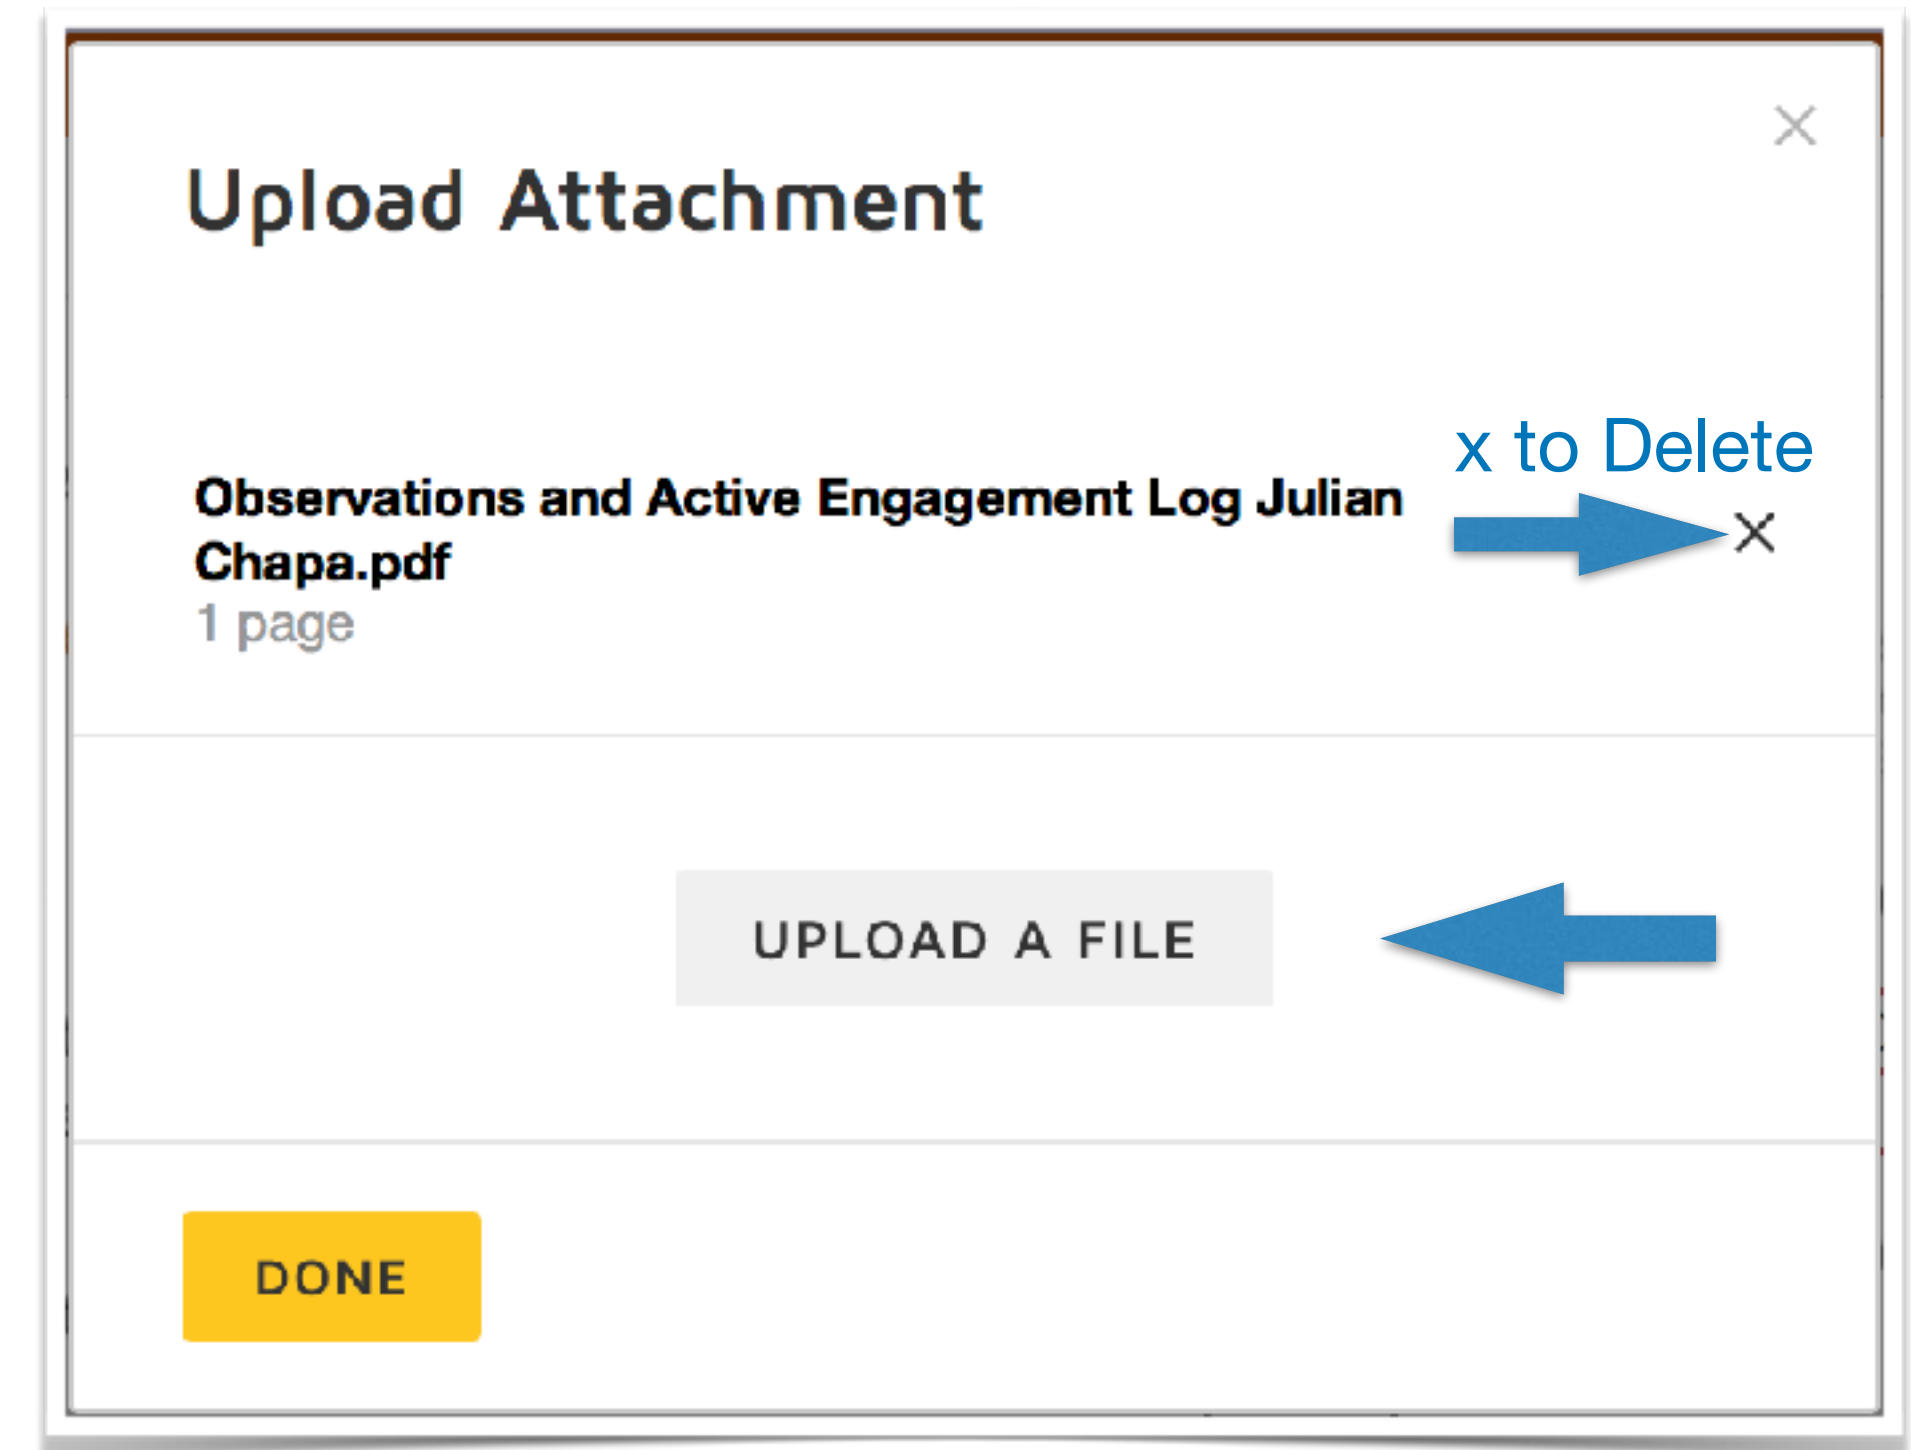 Upload Attachment
x to Delete
Observations and Active Engagement Log Julian
Chapa.pdf
1 page
UPLOAD A FILE
DONE